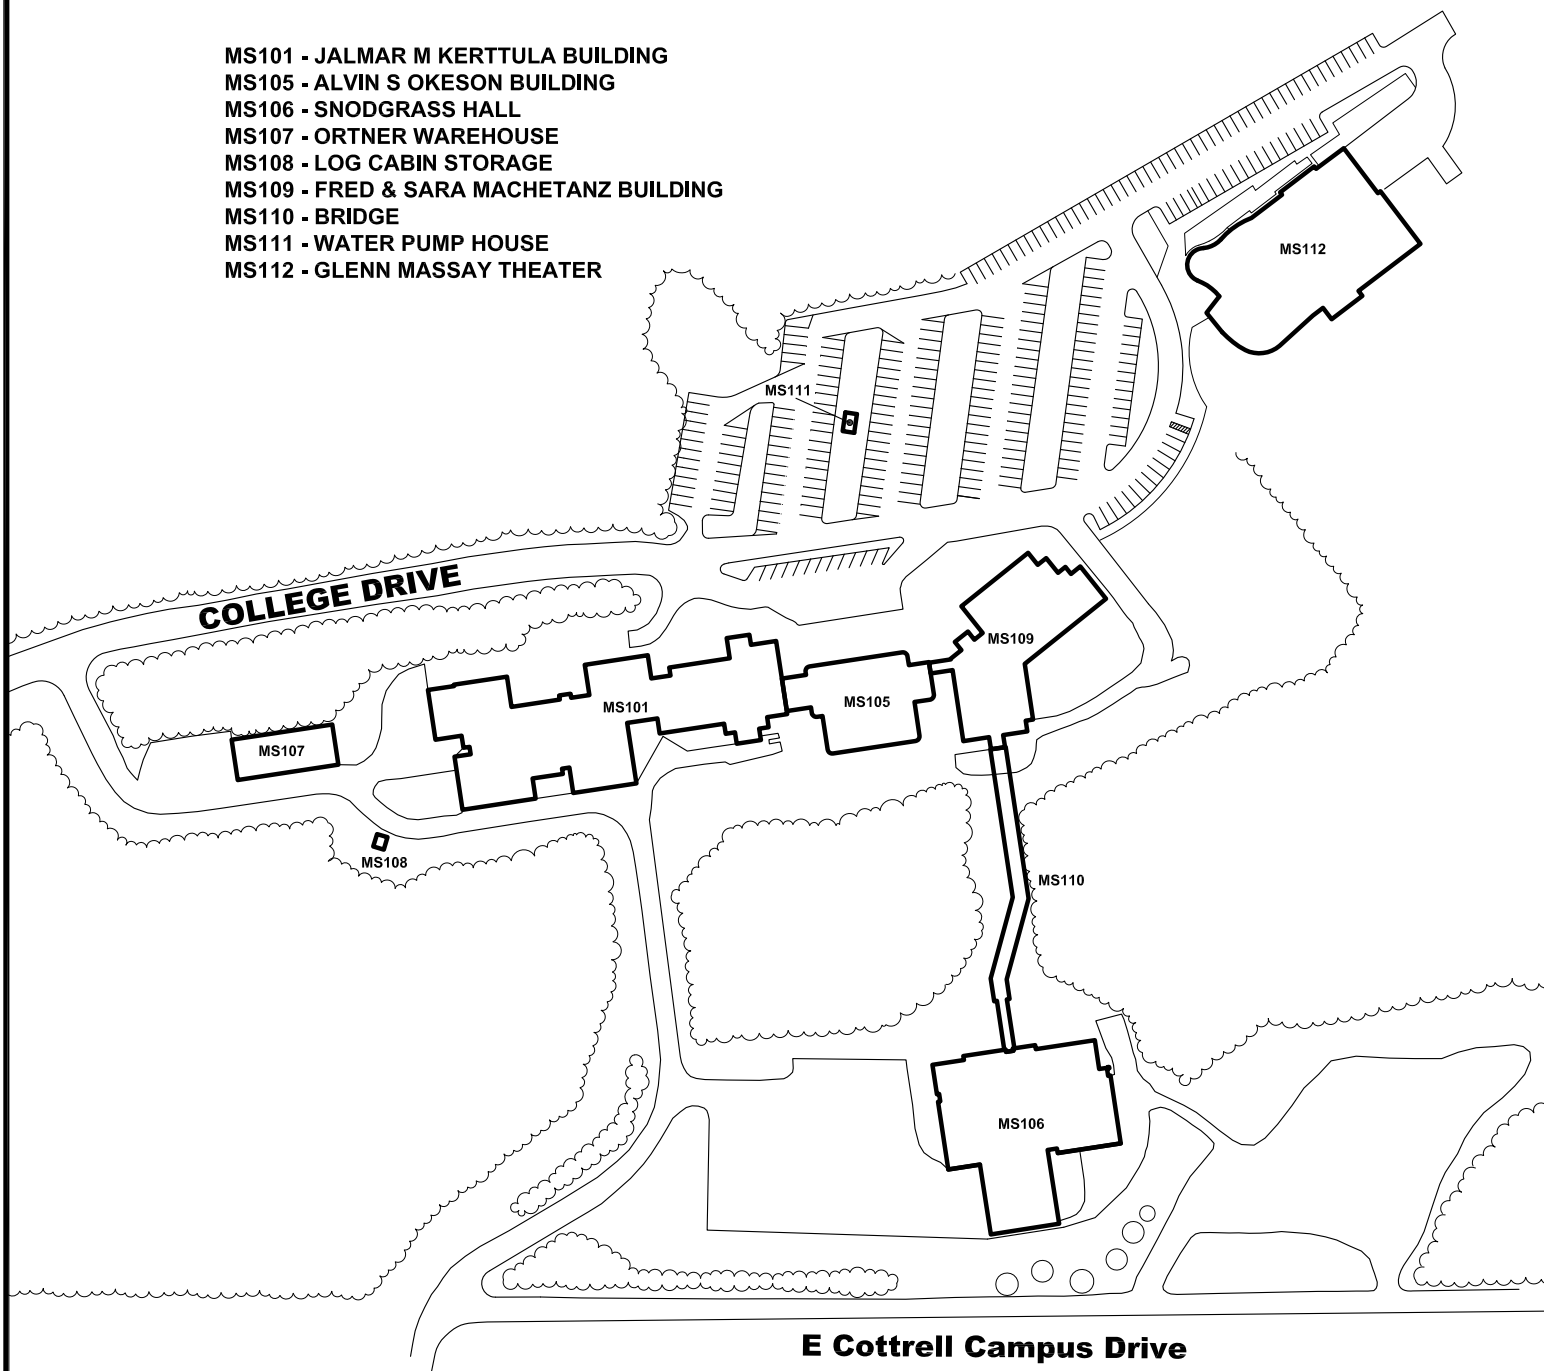 MS101 - JALMAR M KERTTULA BUILDING
MS105 - ALVIN S OKESON BUILDING
MS106 - SNODGRASS HALL
MS107 - ORTNER WAREHOUSE
MS108 - LOG CABIN STORAGE
MS109 - FRED & SARA MACHETANZ BUILDING
MS110 - BRIDGE
MS111 - WATER PUMP HOUSE
MS112 - GLENN MASSAY THEATER
MS112
MS111
COLLEGE DRIVE
MS109
MS101
MS105
MS107
MS108
MS110
MS106
E Cottrell Campus Drive